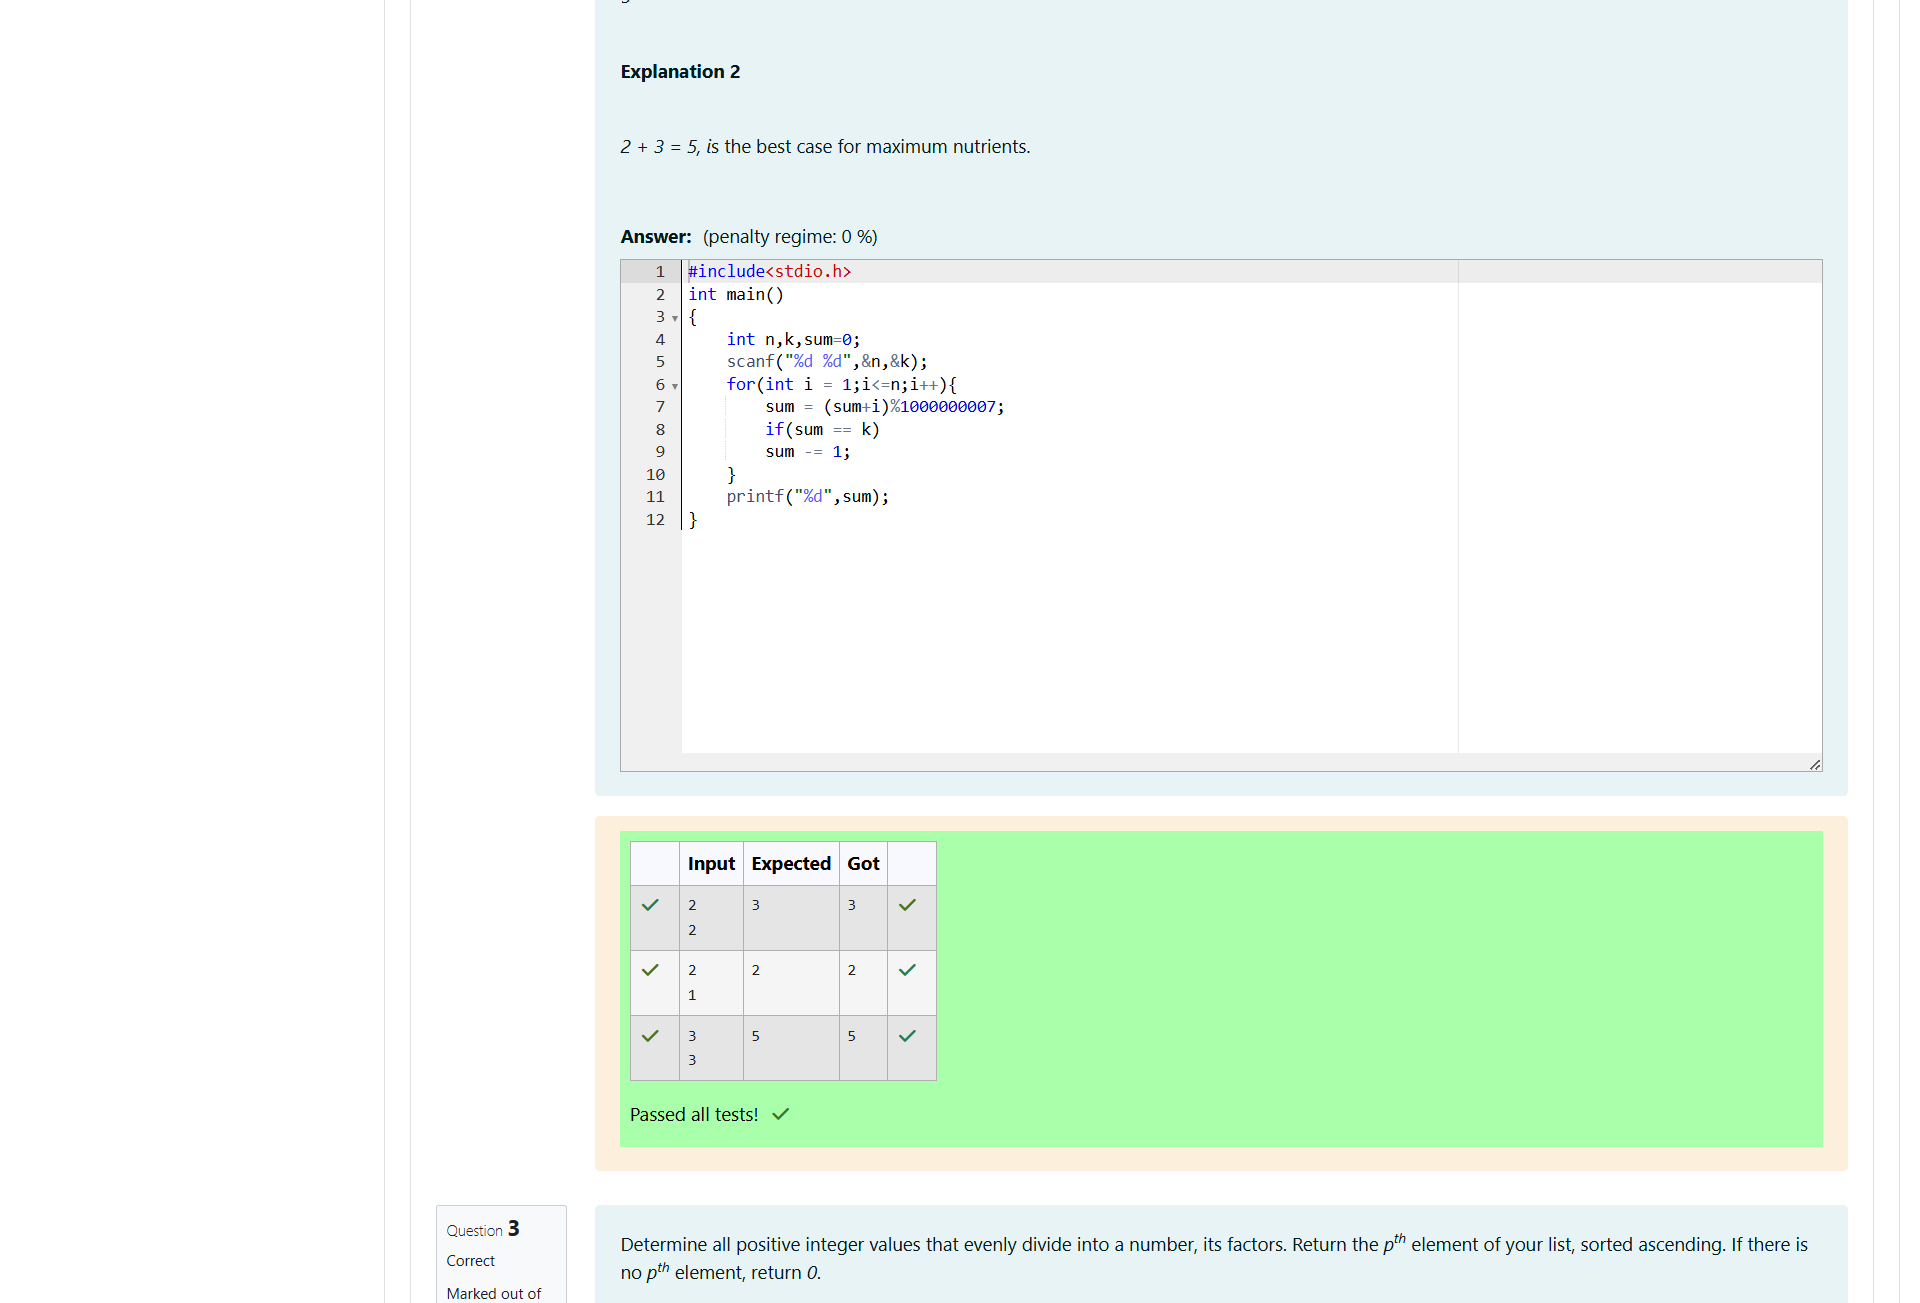 Explanation 2
2 + 3 = 5, is the best case for maximum nutrients.
Answer: (penalty regime: 0 %)
1 #include<stdio.h>
2 int main()
3 {
4     int n,k,sum=0;
5     scanf("%d %d",&n,&k);
6     for(int i = 1;i<=n;i++){
7         sum = (sum+i)%1000000007;
8         if(sum == k)
9         sum -= 1;
10     }
11     printf("%d",sum);
12 }
Input Expected Got
2 3 3
2
2 2 2
1
3 5 5
3
Passed all tests!
Question 3
Correct
Marked out of
Determine all positive integer values that evenly divide into a number, its factors. Return the pth element of your list, sorted ascending. If there is
no pth element, return 0.